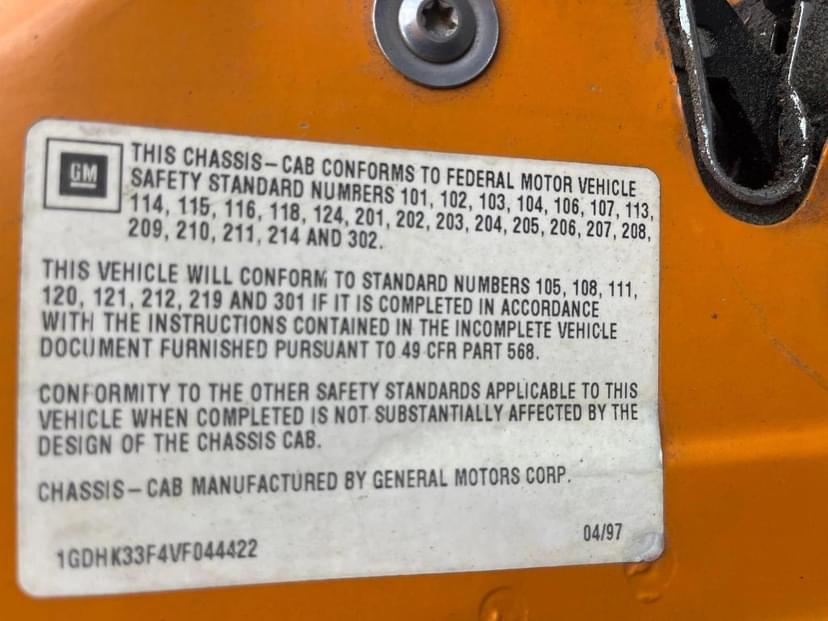 GM
THIS CHASSIS-CAB CONFORMS TO FEDERAL MOTOR VEHICLE
SAFETY STANDARD NUMBERS 101, 102, 103, 104, 106, 107, 113,
114, 115, 116, 118, 124, 201, 202, 203, 204, 205, 206, 207, 208,
209, 210, 211, 214 AND 302.
THIS VEHICLE WILL CONFORM TO STANDARD NUMBERS 105, 108, 111,
120, 121, 212, 219 AND 301 IF IT IS COMPLETED IN ACCORDANCE
WITH THE INSTRUCTIONS CONTAINED IN THE INCOMPLETE VEHICLE
DOCUMENT FURNISHED PURSUANT TO 49 CFR PART 568.
CONFORMITY TO THE OTHER SAFETY STANDARDS APPLICABLE TO THIS
VEHICLE WHEN COMPLETED IS NOT SUBSTANTIALLY AFFECTED BY THE
DESIGN OF THE CHASSIS CAB.
CHASSIS-CAB MANUFACTURED BY GENERAL MOTORS CORP.
04/97
1GDHK33F4VF044422